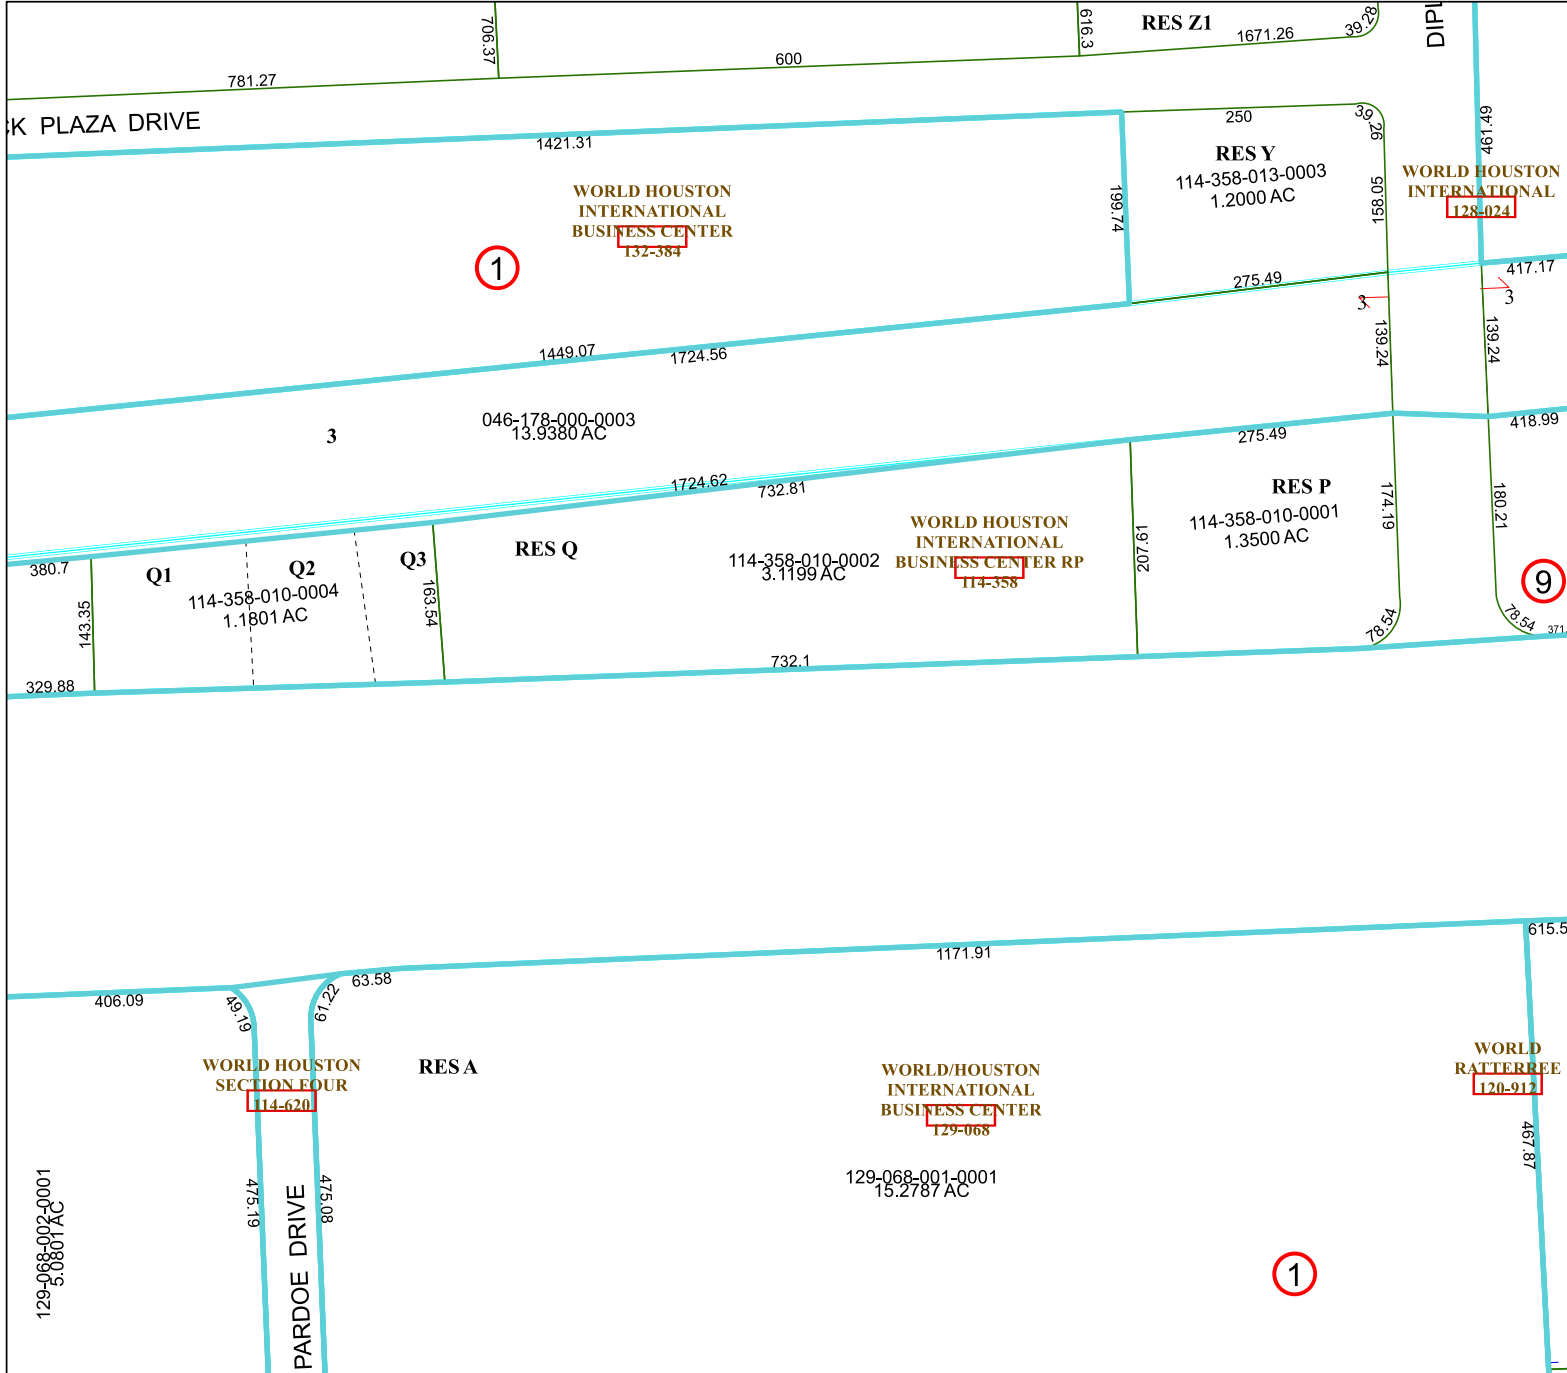 706.37
616.3
RES Z1
1671.26
39.28
DIPL
781.27
600
CK PLAZA DRIVE
1421.31
250
39.26
461.49
RES Y
114-358-013-0003
1.2000 AC
199.74
158.05
WORLD HOUSTON
INTERNATIONAL
128-024
WORLD HOUSTON
INTERNATIONAL
BUSINESS CENTER
132-384
1
275.49
417.17
3
3
139.24
139.24
1449.07
1724.56
046-178-000-0003
13.9380 AC
3
275.49
418.99
1724.62
732.81
RES P
114-358-010-0001
1.3500 AC
174.19
180.21
WORLD HOUSTON
INTERNATIONAL
BUSINESS CENTER RP
114-358
207.91
RES Q
114-358-010-0002
3.1199 AC
380.7
Q1
Q2
Q3
114-358-010-0004
1.1801 AC
143.35
163.54
9
78.54
78.54
371.
329.88
732.1
1171.91
615.5
406.09
49.19
61.22
63.58
WORLD HOUSTON
SECTION FOUR
114-620
RES A
WORLD/HOUSTON
INTERNATIONAL
BUSINESS CENTER
129-068
WORLD
RATTERREE
120-912
467.87
129-068-001-0001
15.2787 AC
129-068-002-0001
5.0801 AC
475.19
475.08
PARDOE DRIVE
1